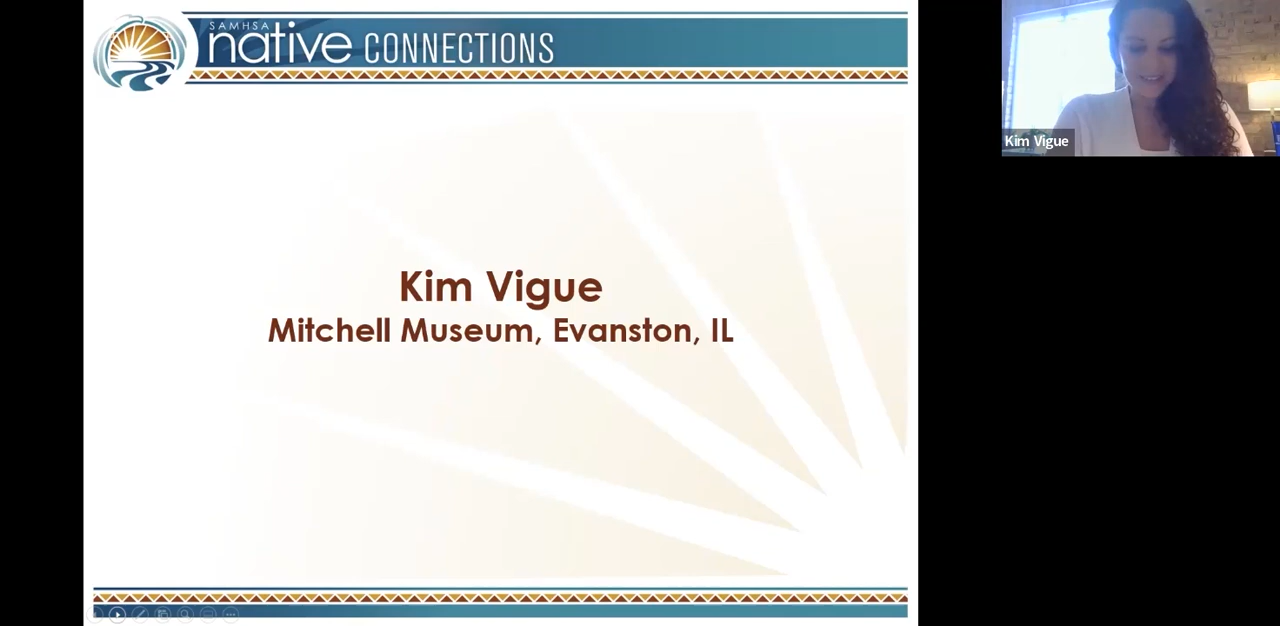 SAMHSA
native CONNECTIONS
Kim Vigue
Kim Vigue
Mitchell Museum, Evanston, IL